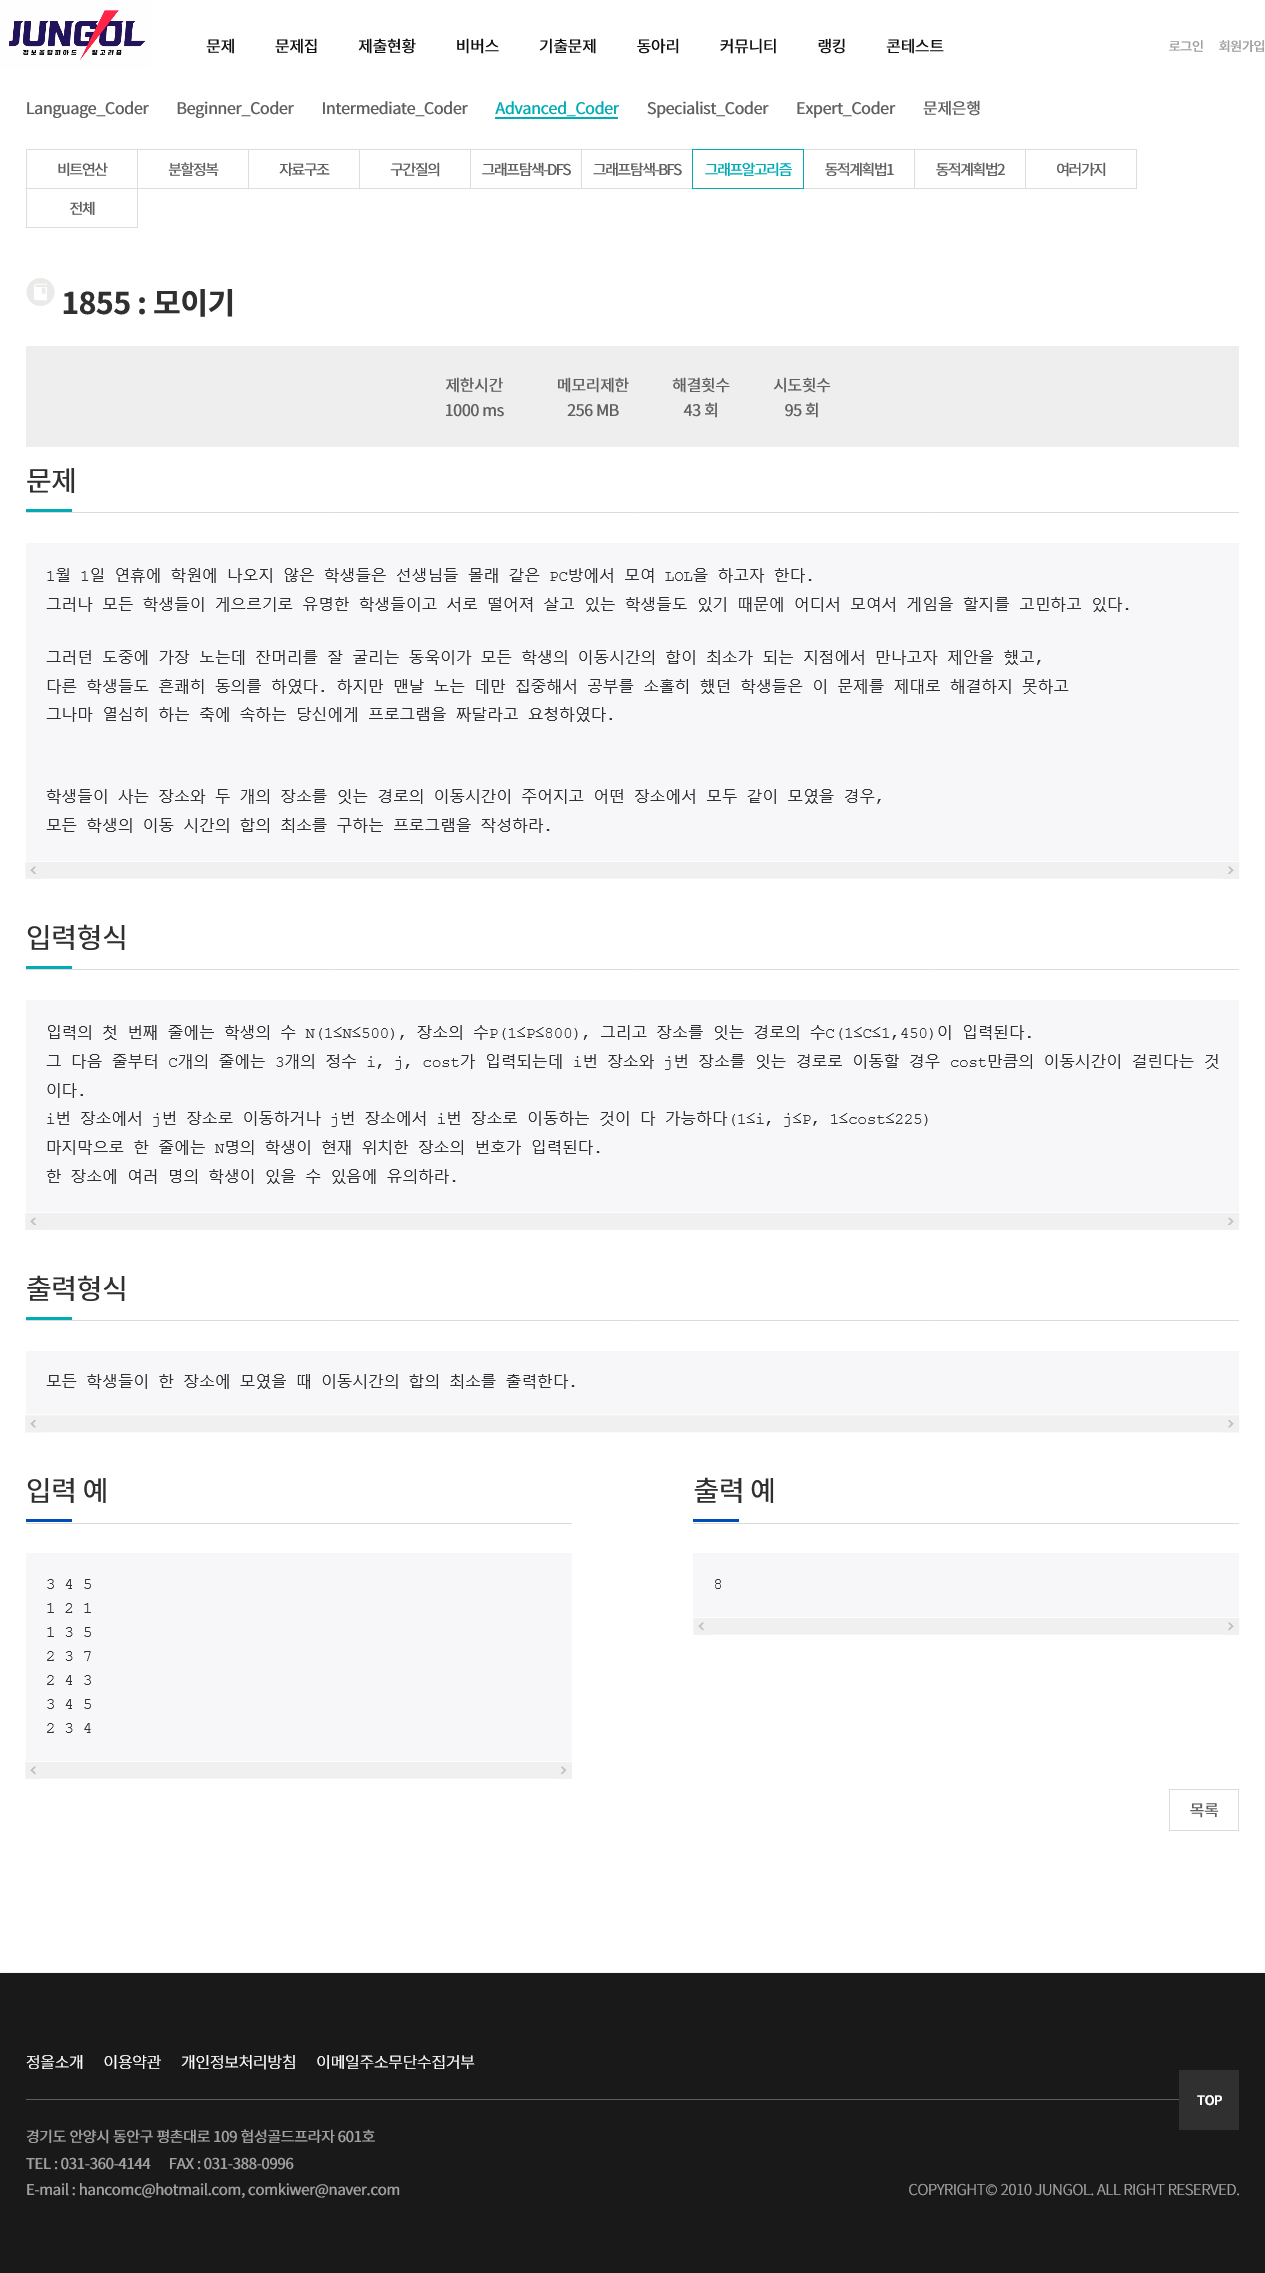 JUNGOL
정보올림피아드 알고리즘
문제 문제집 제출현황 비버스 기출문제 동아리 커뮤니티 랭킹 콘테스트 로그인 회원가입
Language_Coder Beginner_Coder Intermediate_Coder Advanced_Coder Specialist_Coder Expert_Coder 문제은행
비트연산 분할정복 자료구조 구간질의 그래프탐색-DFS 그래프탐색-BFS 그래프알고리즘 동적계획법1 동적계획법2 여러가지
전체
1855 : 모이기
제한시간 메모리제한 해결횟수 시도횟수
1000 ms 256 MB 43 회 95 회
문제
1월 1일 연휴에 학원에 나오지 않은 학생들은 선생님들 몰래 같은 PC방에서 모여 LOL을 하고자 한다.
그러나 모든 학생들이 게으르기로 유명한 학생들이고 서로 떨어져 살고 있는 학생들도 있기 때문에 어디서 모여서 게임을 할지를 고민하고 있다.
그러던 도중에 가장 노는데 잔머리를 잘 굴리는 동욱이가 모든 학생의 이동시간의 합이 최소가 되는 지점에서 만나고자 제안을 했고,
다른 학생들도 흔쾌히 동의를 하였다. 하지만 맨날 노는 데만 집중해서 공부를 소홀히 했던 학생들은 이 문제를 제대로 해결하지 못하고
그나마 열심히 하는 축에 속하는 당신에게 프로그램을 짜달라고 요청하였다.
학생들이 사는 장소와 두 개의 장소를 잇는 경로의 이동시간이 주어지고 어떤 장소에서 모두 같이 모였을 경우,
모든 학생의 이동 시간의 합의 최소를 구하는 프로그램을 작성하라.
입력형식
입력의 첫 번째 줄에는 학생의 수 N(1≤N≤500), 장소의 수P(1≤P≤800), 그리고 장소를 잇는 경로의 수C(1≤C≤1,450)이 입력된다.
그 다음 줄부터 C개의 줄에는 3개의 정수 i, j, cost가 입력되는데 i번 장소와 j번 장소를 잇는 경로로 이동할 경우 cost만큼의 이동시간이 걸린다는 것
이다.
i번 장소에서 j번 장소로 이동하거나 j번 장소에서 i번 장소로 이동하는 것이 다 가능하다(1≤i, j≤P, 1≤cost≤225)
마지막으로 한 줄에는 N명의 학생이 현재 위치한 장소의 번호가 입력된다.
한 장소에 여러 명의 학생이 있을 수 있음에 유의하라.
출력형식
모든 학생들이 한 장소에 모였을 때 이동시간의 합의 최소를 출력한다.
입력 예
3 4 5
1 2 1
1 3 5
2 3 7
2 4 3
3 4 5
2 3 4
출력 예
8
목록
정올소개 이용약관 개인정보처리방침 이메일주소무단수집거부
TOP
경기도 안양시 동안구 평촌대로 109 협성골드프라자 601호
TEL : 031-360-4144 FAX : 031-388-0996
E-mail : hancomc@hotmail.com, comkiwer@naver.com
COPYRIGHT© 2010 JUNGOL. ALL RIGHT RESERVED.